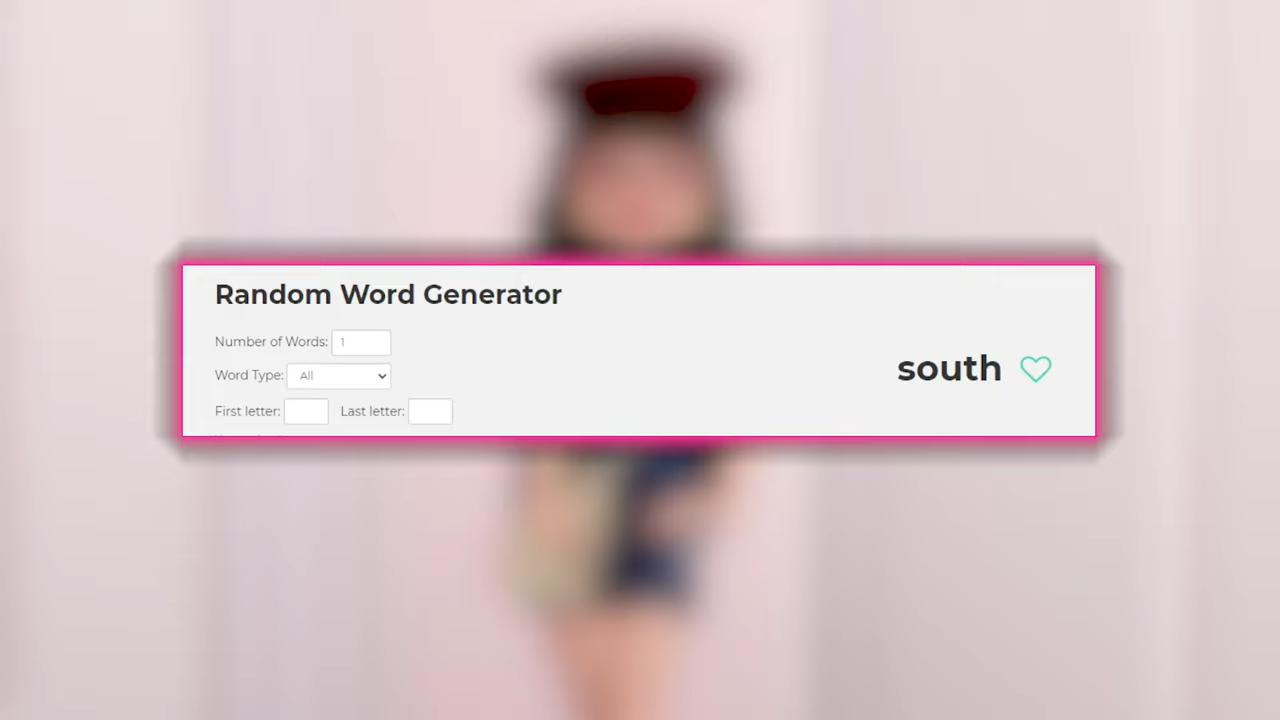 Random Word Generator
Number of Words: 1
Word Type: All
south
First letter: Last letter: